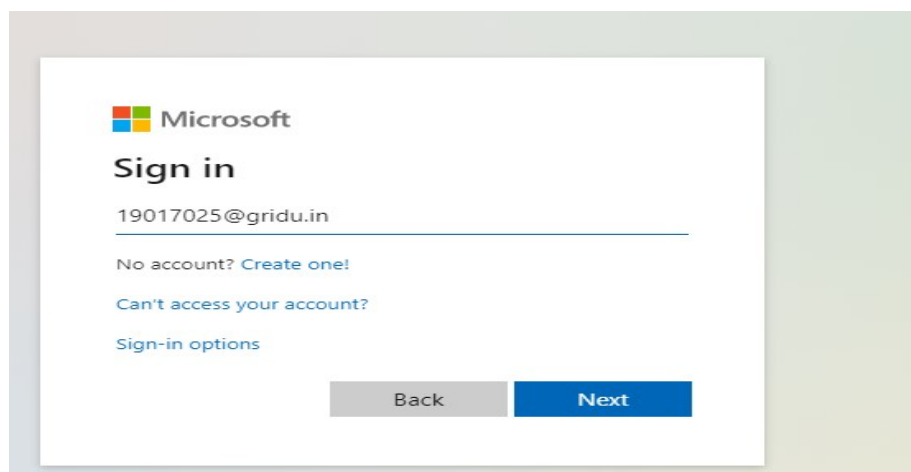 Microsoft
Sign in
19017025@gridu.in
No account? Create one!
Can't access your account?
Sign-in options
Back Next